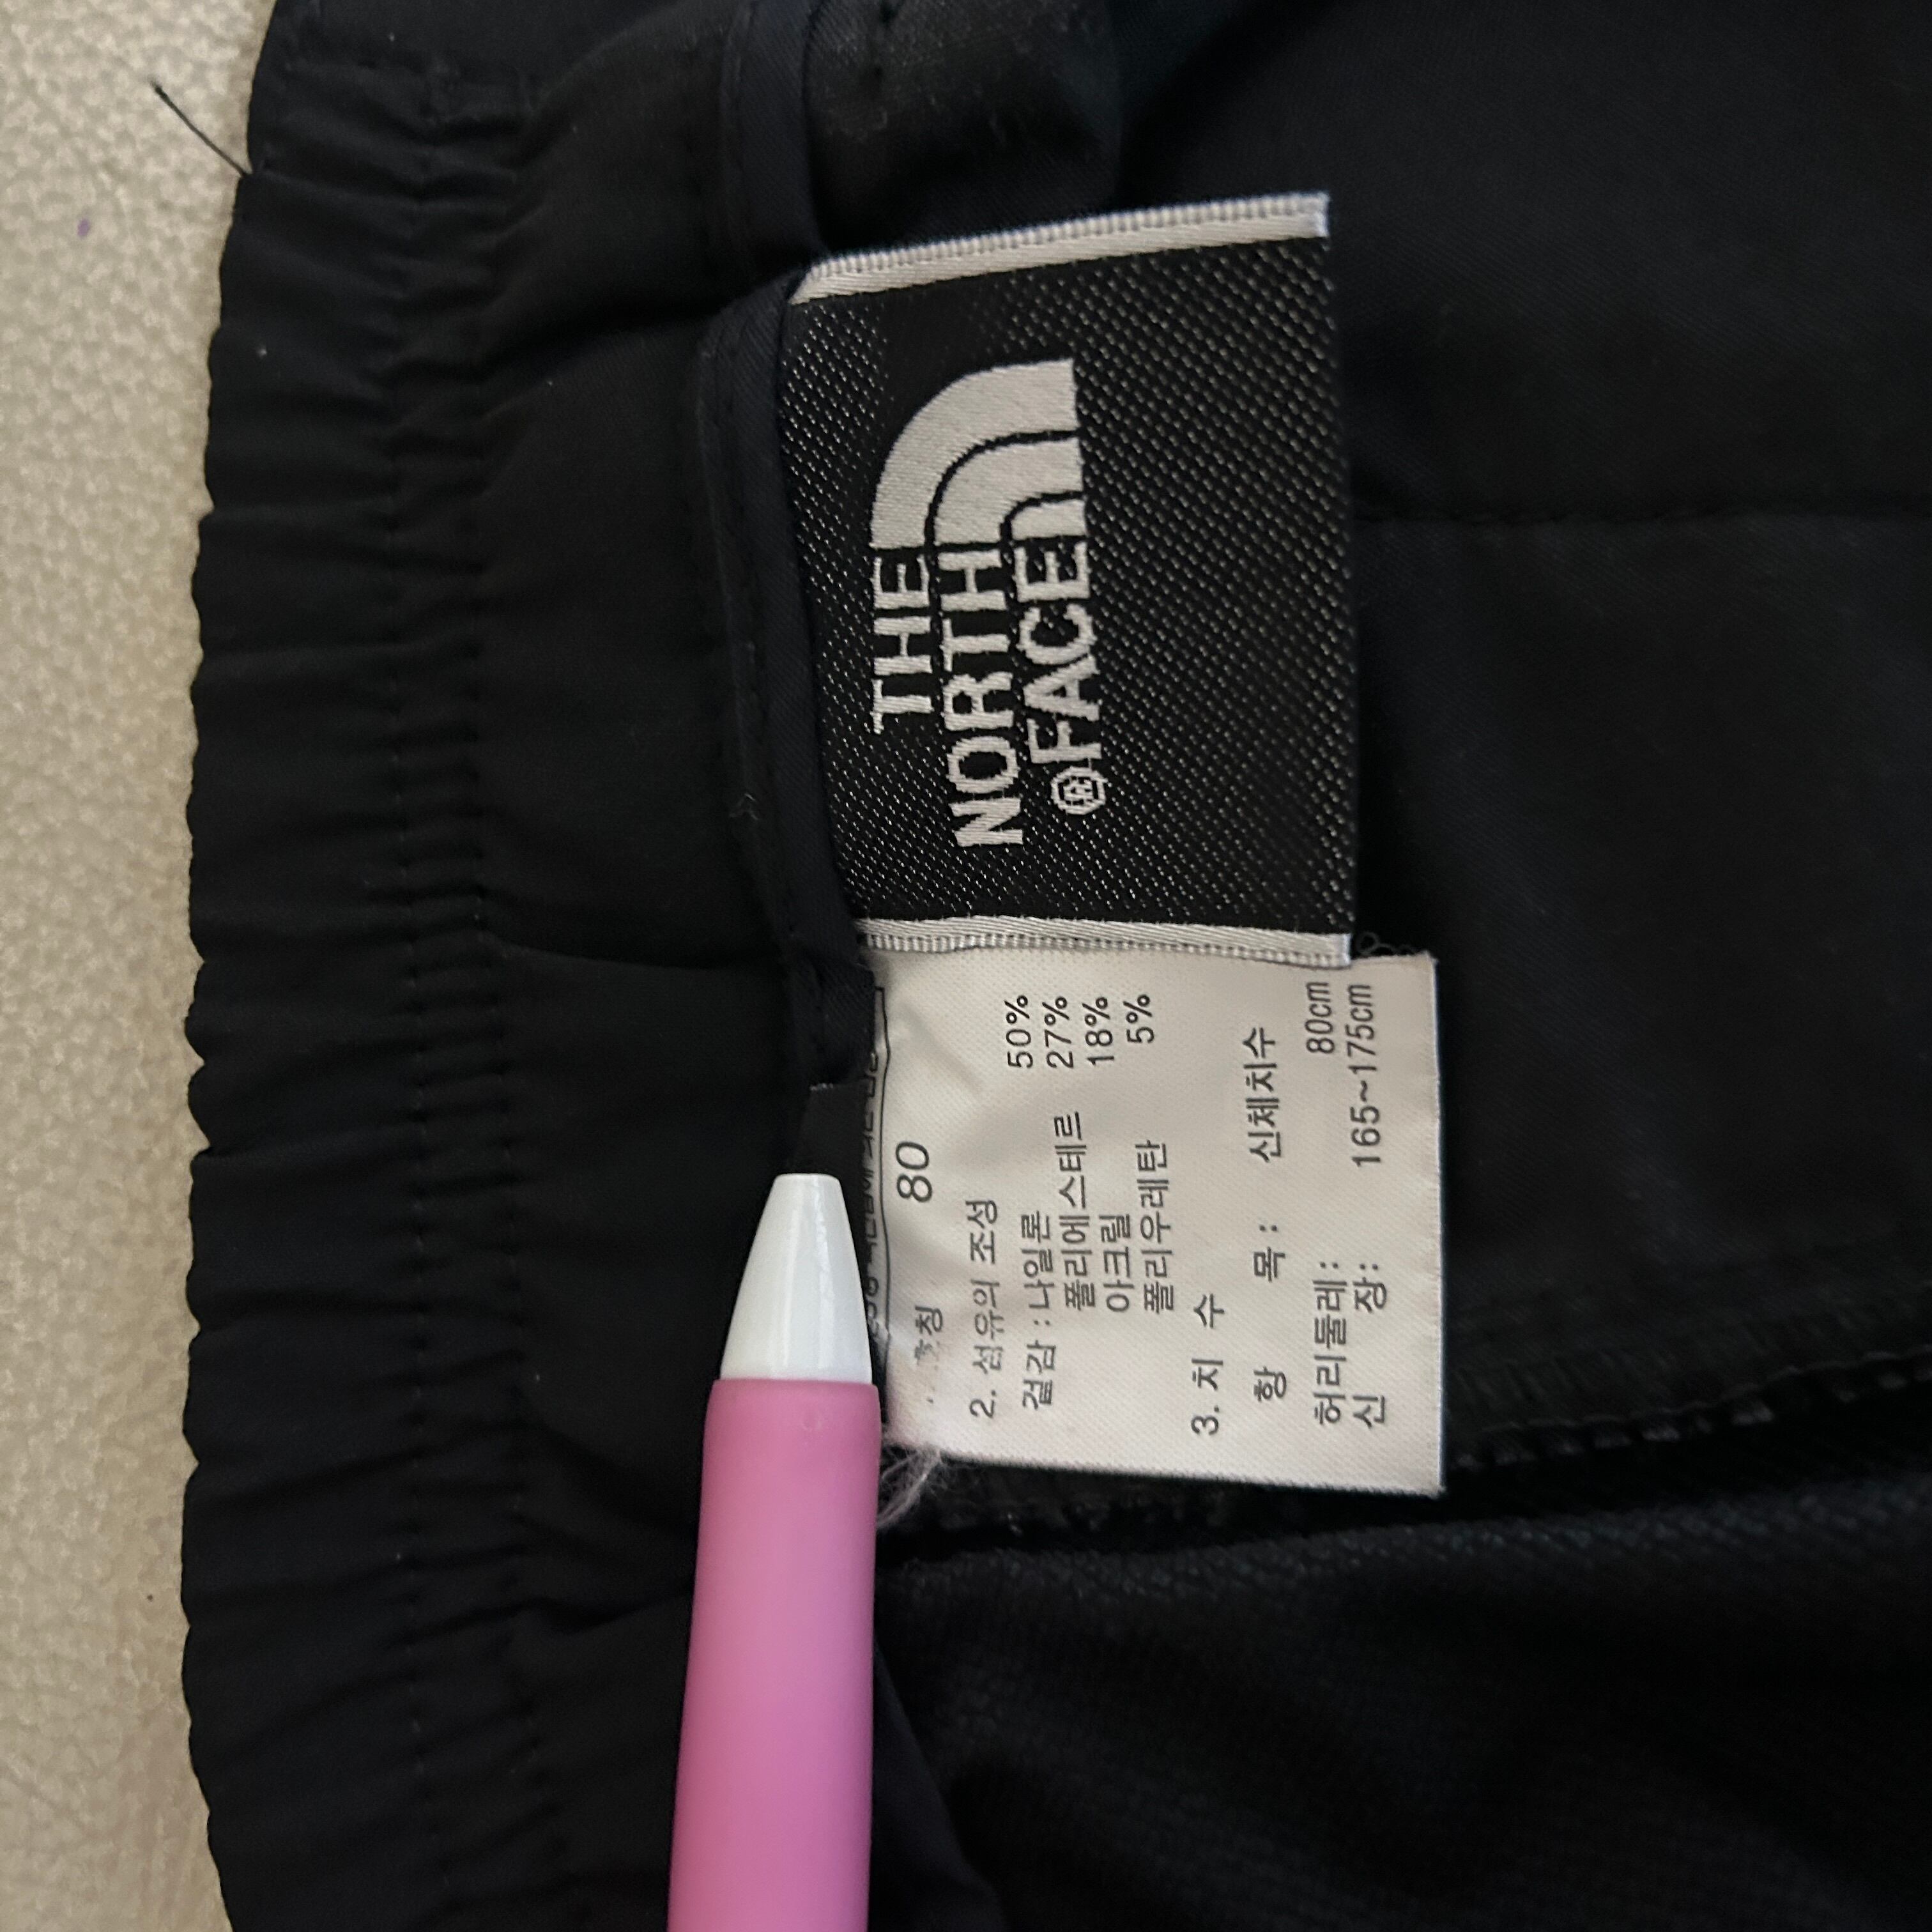 THE
NORTH
FACE
호칭 80
2. 섬유의 조성
겉감 : 나일론 50%
폴리에스테르 27%
아크릴 18%
폴리우레탄 5%
3. 치 수
항 목 : 신체치수
허리둘레 : 80cm
신 장 : 165~175cm